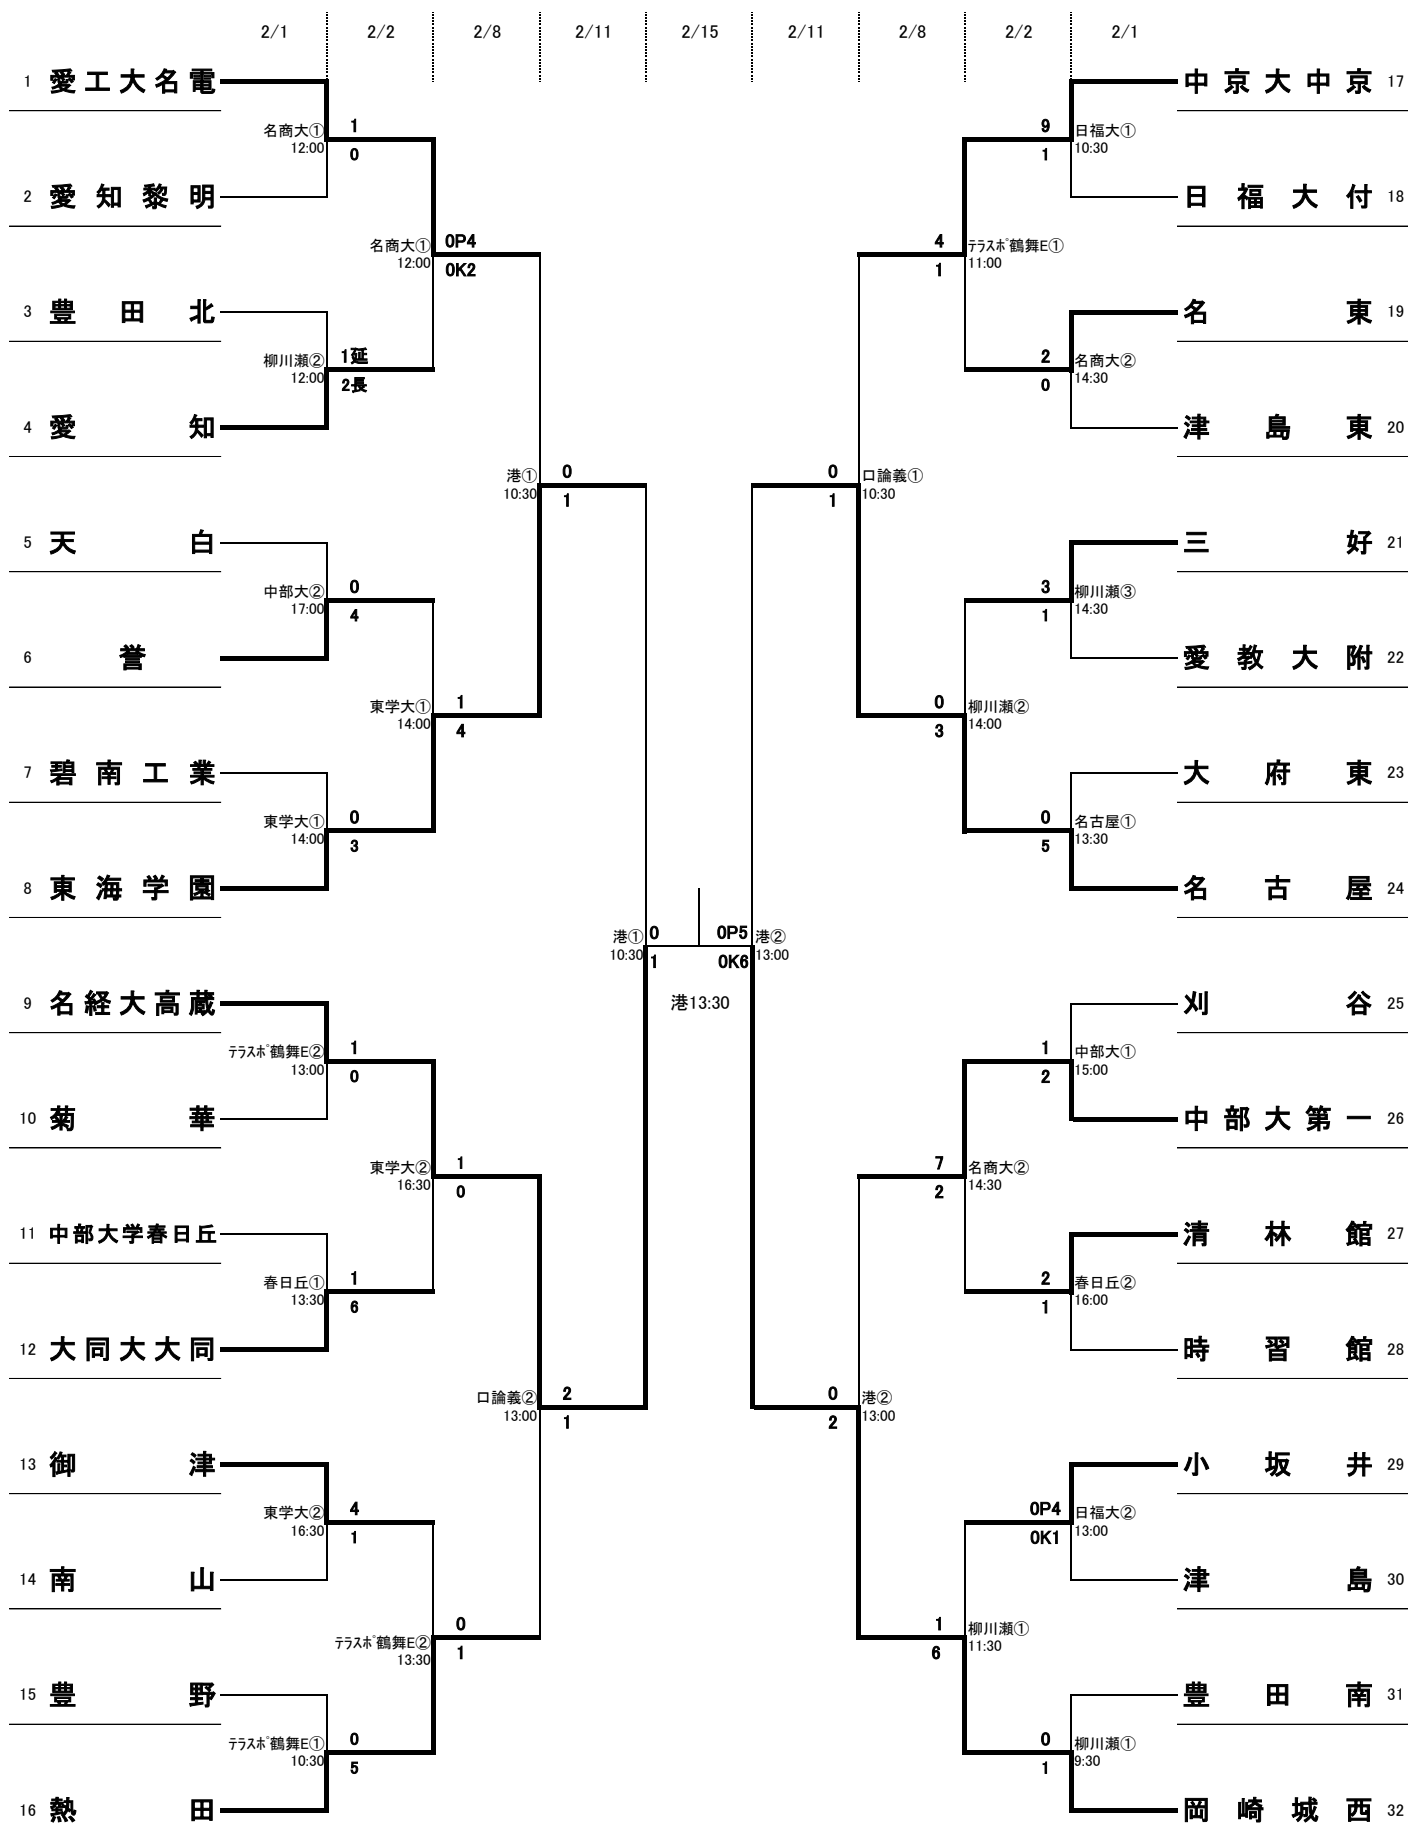 2/1 2/2 2/8 2/11 2/15 2/11 2/8 2/2 2/1
1 愛工大名電 中京大中京 17
名商大① 1 9 日福大①
12:00 0 1 10:30
2 愛知黎明 日福大付 18
名商大① 0P4 4 テラスポ鶴舞E①
12:00 0K2 1 11:00
3 豊田北 名東 19
柳川瀬② 1延 2 名商大②
12:00 2長 0 14:30
4 愛知 津島東 20
港① 0 0 口論義①
10:30 1 1 10:30
5 天白 三好 21
中部大② 0 3 柳川瀬③
17:00 4 1 14:30
6 誉 愛教大附 22
東学大① 1 0 柳川瀬②
14:00 4 3 14:00
7 碧南工業 大府東 23
東学大① 0 0 名古屋①
14:00 3 5 13:30
8 東海学園 名古屋 24
港① 0 0P5 港②
10:30 1 0K6 13:00
9 名経大高蔵 港13:30 刈谷 25
テラスポ鶴舞E② 1 1 中部大①
13:00 0 2 15:00
10 菊華 中部大第一 26
東学大② 1 7 名商大②
16:30 0 2 14:30
11 中部大学春日丘 清林館 27
春日丘① 1 2 春日丘②
13:30 6 1 16:00
12 大同大大同 時習館 28
口論義② 2 0 港②
13:00 1 2 13:00
13 御津 小坂井 29
東学大② 4 0P4 日福大②
16:30 1 0K1 13:00
14 南山 津島 30
テラスポ鶴舞E② 0 1 柳川瀬①
13:30 1 6 11:30
15 豊野 豊田南 31
テラスポ鶴舞E① 0 0 柳川瀬①
10:30 5 1 9:30
16 熱田 岡崎城西 32